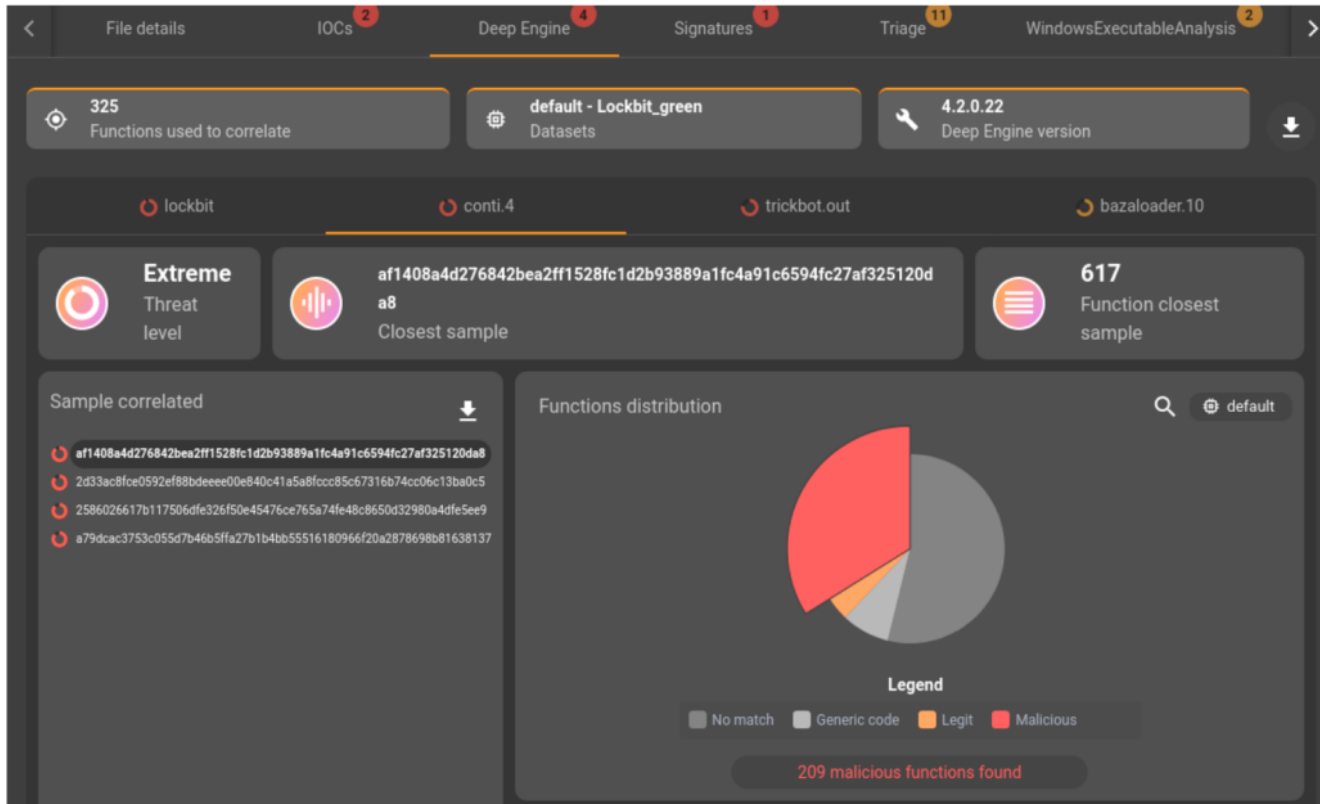 File details
IOCs 2
Deep Engine 4
Signatures 1
Triage 11
WindowsExecutableAnalysis 2
325
Functions used to correlate
default - Lockbit_green
Datasets
4.2.0.22
Deep Engine version
lockbit
conti.4
trickbot.out
bazaloader.10
Extreme
Threat
level
af1408a4d276842bea2ff1528fc1d2b93889a1fc4a91c6594fc27af325120d
a8
Closest sample
617
Function closest
sample
Sample correlated
af1408a4d276842bea2ff1528fc1d2b93889a1fc4a91c6594fc27af325120da8
2d33ac8fce0592ef88bdeeee00e840c41a5a8fccc85c67316b74cc06c13ba0c5
2586026617b117506dfe326f50e45476ce765a74fe48c8650d32980a4dfe5ee9
a79dcac3753c055d7b46b5ffa27b1b4bb55516180966f20a2878698b81638137
Functions distribution
default
Legend
No match
Generic code
Legit
Malicious
209 malicious functions found